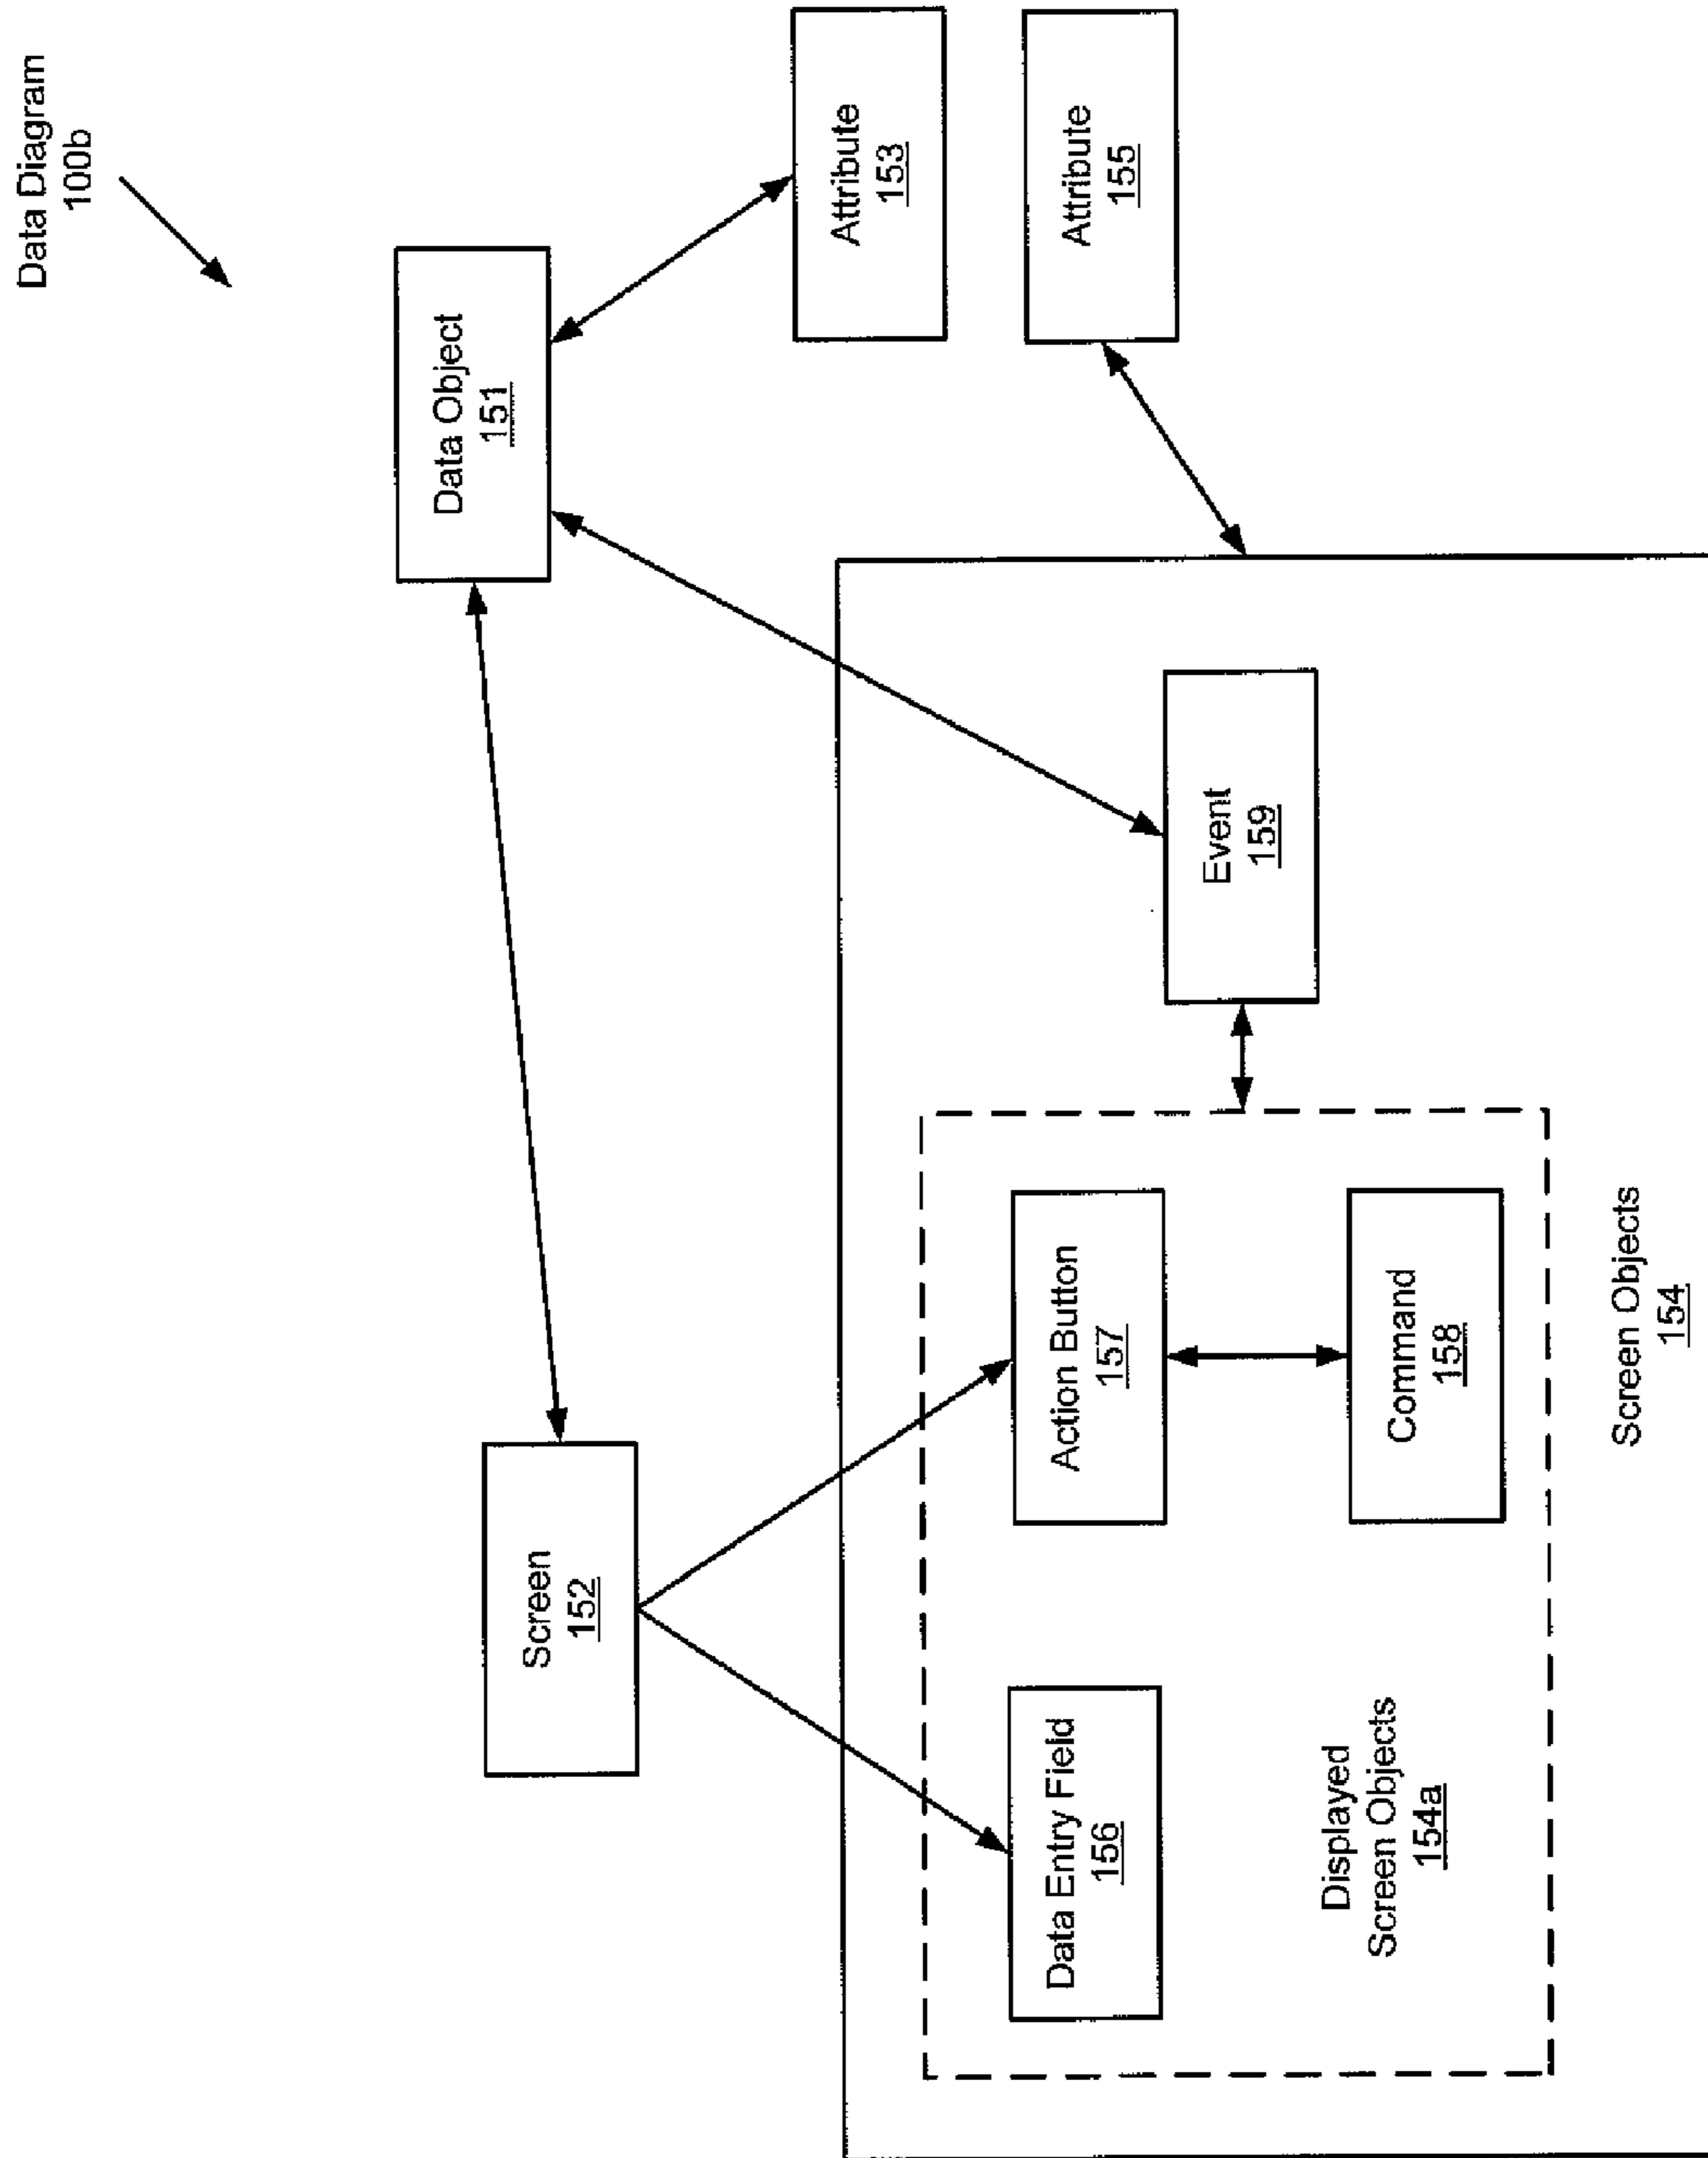 Data Diagram
100b
Data Object
151
Screen
152
Attribute
153
Attribute
155
Data Entry Field
156
Action Button
157
Event
159
Displayed
Screen Objects
154a
Command
158
Screen Objects
154